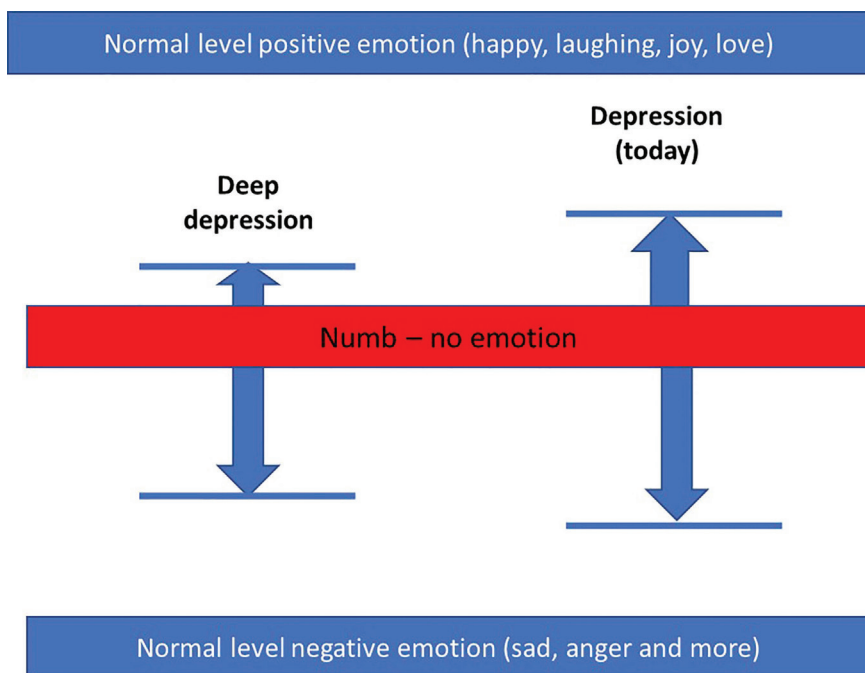 Normal level positive emotion (happy, laughing, joy, love)
Depression
(today)
Deep
depression
Numb – no emotion
Normal level negative emotion (sad, anger and more)